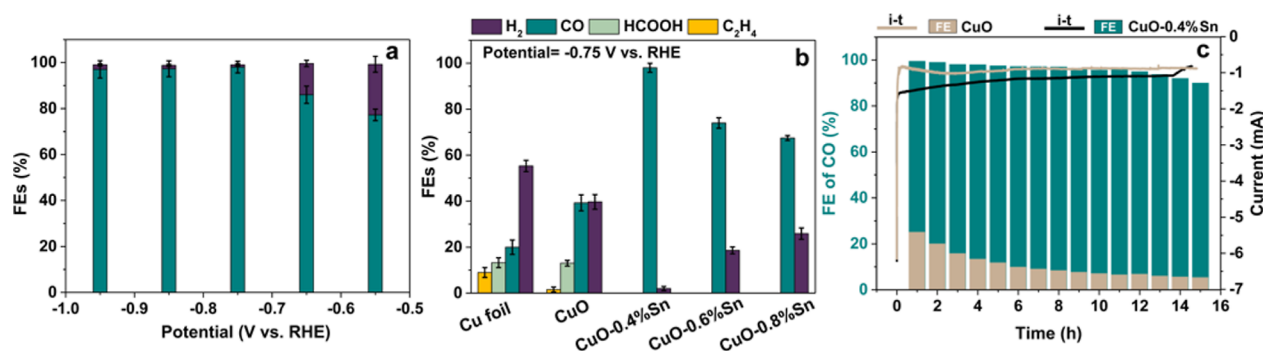 a
FEs (%)
100
80
60
40
20
0
-1.0 -0.9 -0.8 -0.7 -0.6 -0.5
Potential (V vs. RHE)
H2 CO HCOOH C2H4
Potential= -0.75 V vs. RHE
b
FEs (%)
100
80
60
40
20
0
Cu foil CuO CuO-0.4%Sn CuO-0.6%Sn CuO-0.8%Sn
i-t FE CuO i-t FE CuO-0.4%Sn
c
FE of CO (%)
100
80
60
40
20
0
0 2 4 6 8 10 12 14 16
Time (h)
0
-1
-2
-3
-4
-5
-6
-7
Current (mA)